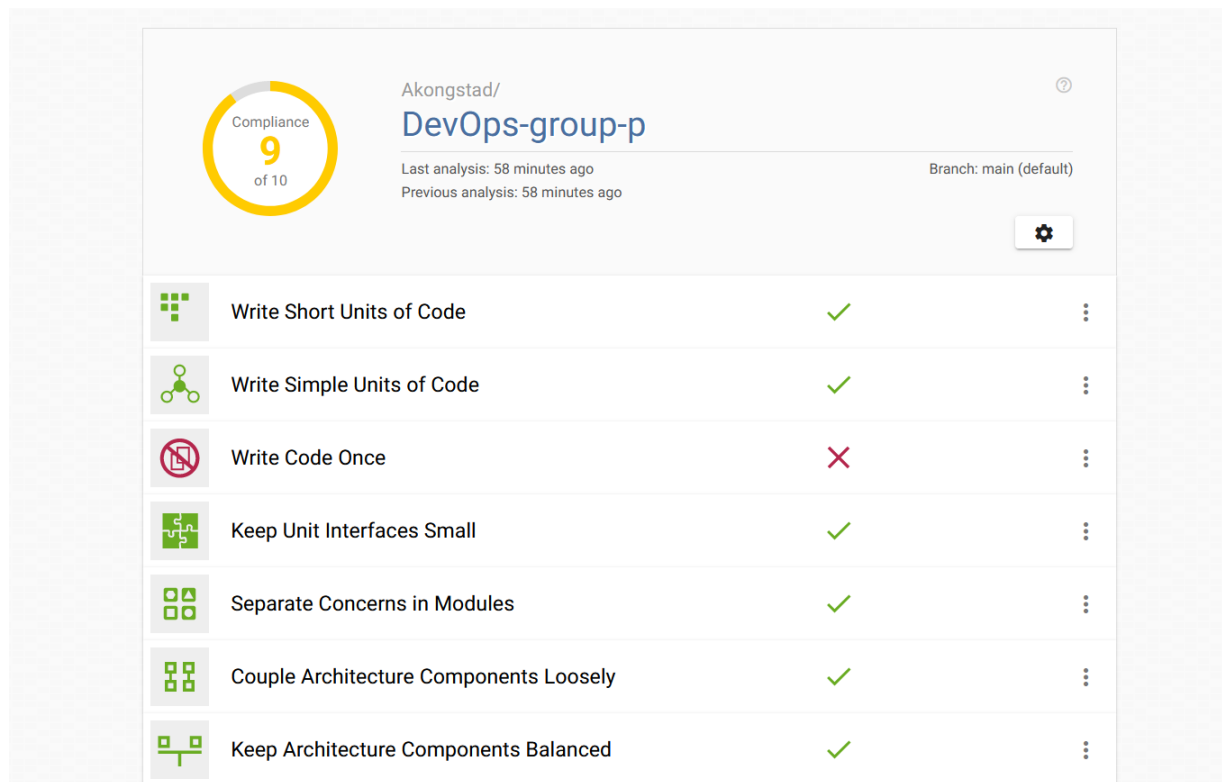 Compliance
9
of 10
Akongstad/
DevOps-group-p
Last analysis: 58 minutes ago
Branch: main (default)
Previous analysis: 58 minutes ago
Write Short Units of Code
Write Simple Units of Code
Write Code Once
Keep Unit Interfaces Small
Separate Concerns in Modules
Couple Architecture Components Loosely
Keep Architecture Components Balanced